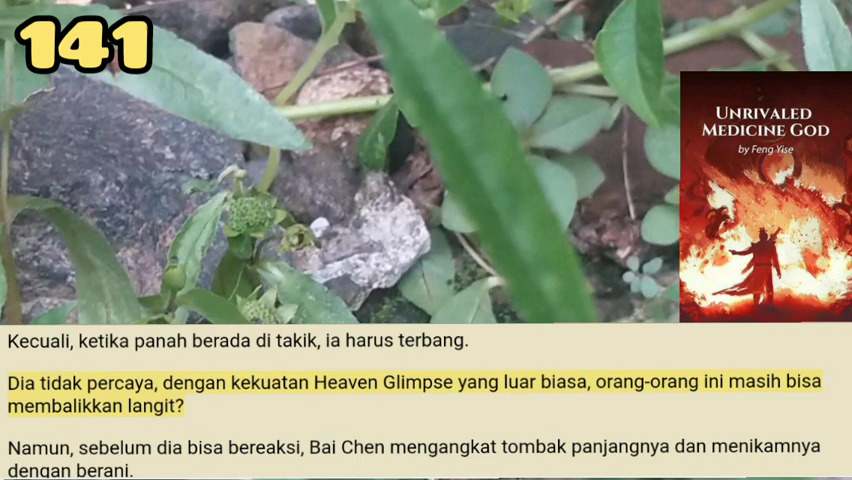 141
UNRIVALED
MEDICINE GOD
by Feng Yise
Kecuali, ketika panah berada di takik, ia harus terbang.
Dia tidak percaya, dengan kekuatan Heaven Glimpse yang luar biasa, orang-orang ini masih bisa
membalikkan langit?
Namun, sebelum dia bisa bereaksi, Bai Chen mengangkat tombak panjangnya dan menikamnya
dengan berani.